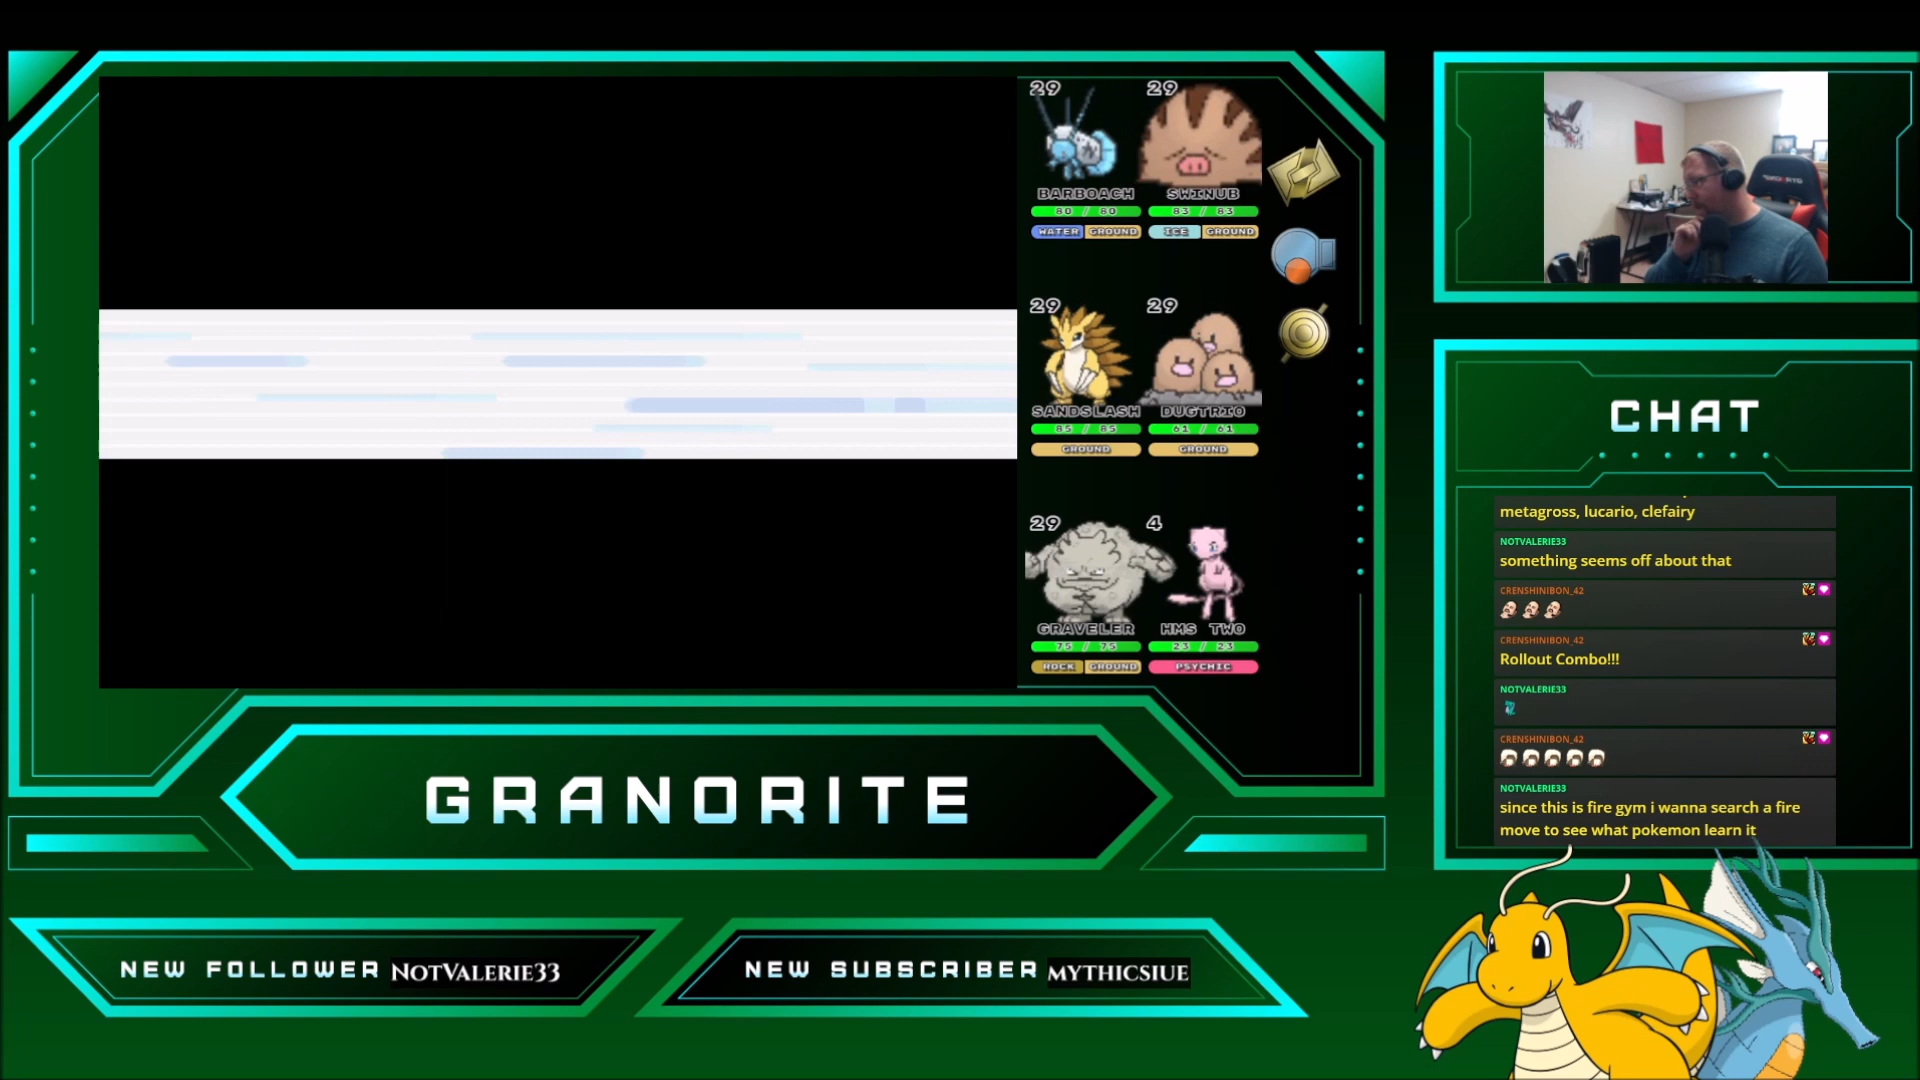 29
29
BARBOACH
SWINUB
80 / 80
83 / 83
WATER GROUND
ICE GROUND
29
29
SANDSLASH
DUGTRIO
85 / 85
61 / 61
GROUND
GROUND
29
4
GRAVELER
HMS TWO
75 / 75
23 / 23
ROCK GROUND
PSYCHIC
GRANORITE
NEW FOLLOWER NOTVALERIE33
NEW SUBSCRIBER MYTHICSIUE
CHAT
metagross, lucario, clefairy
NOTVALERIE33
something seems off about that
CRENSHINIBON_42
CRENSHINIBON_42
Rollout Combo!!!
NOTVALERIE33
CRENSHINIBON_42
NOTVALERIE33
since this is fire gym i wanna search a fire
move to see what pokemon learn it